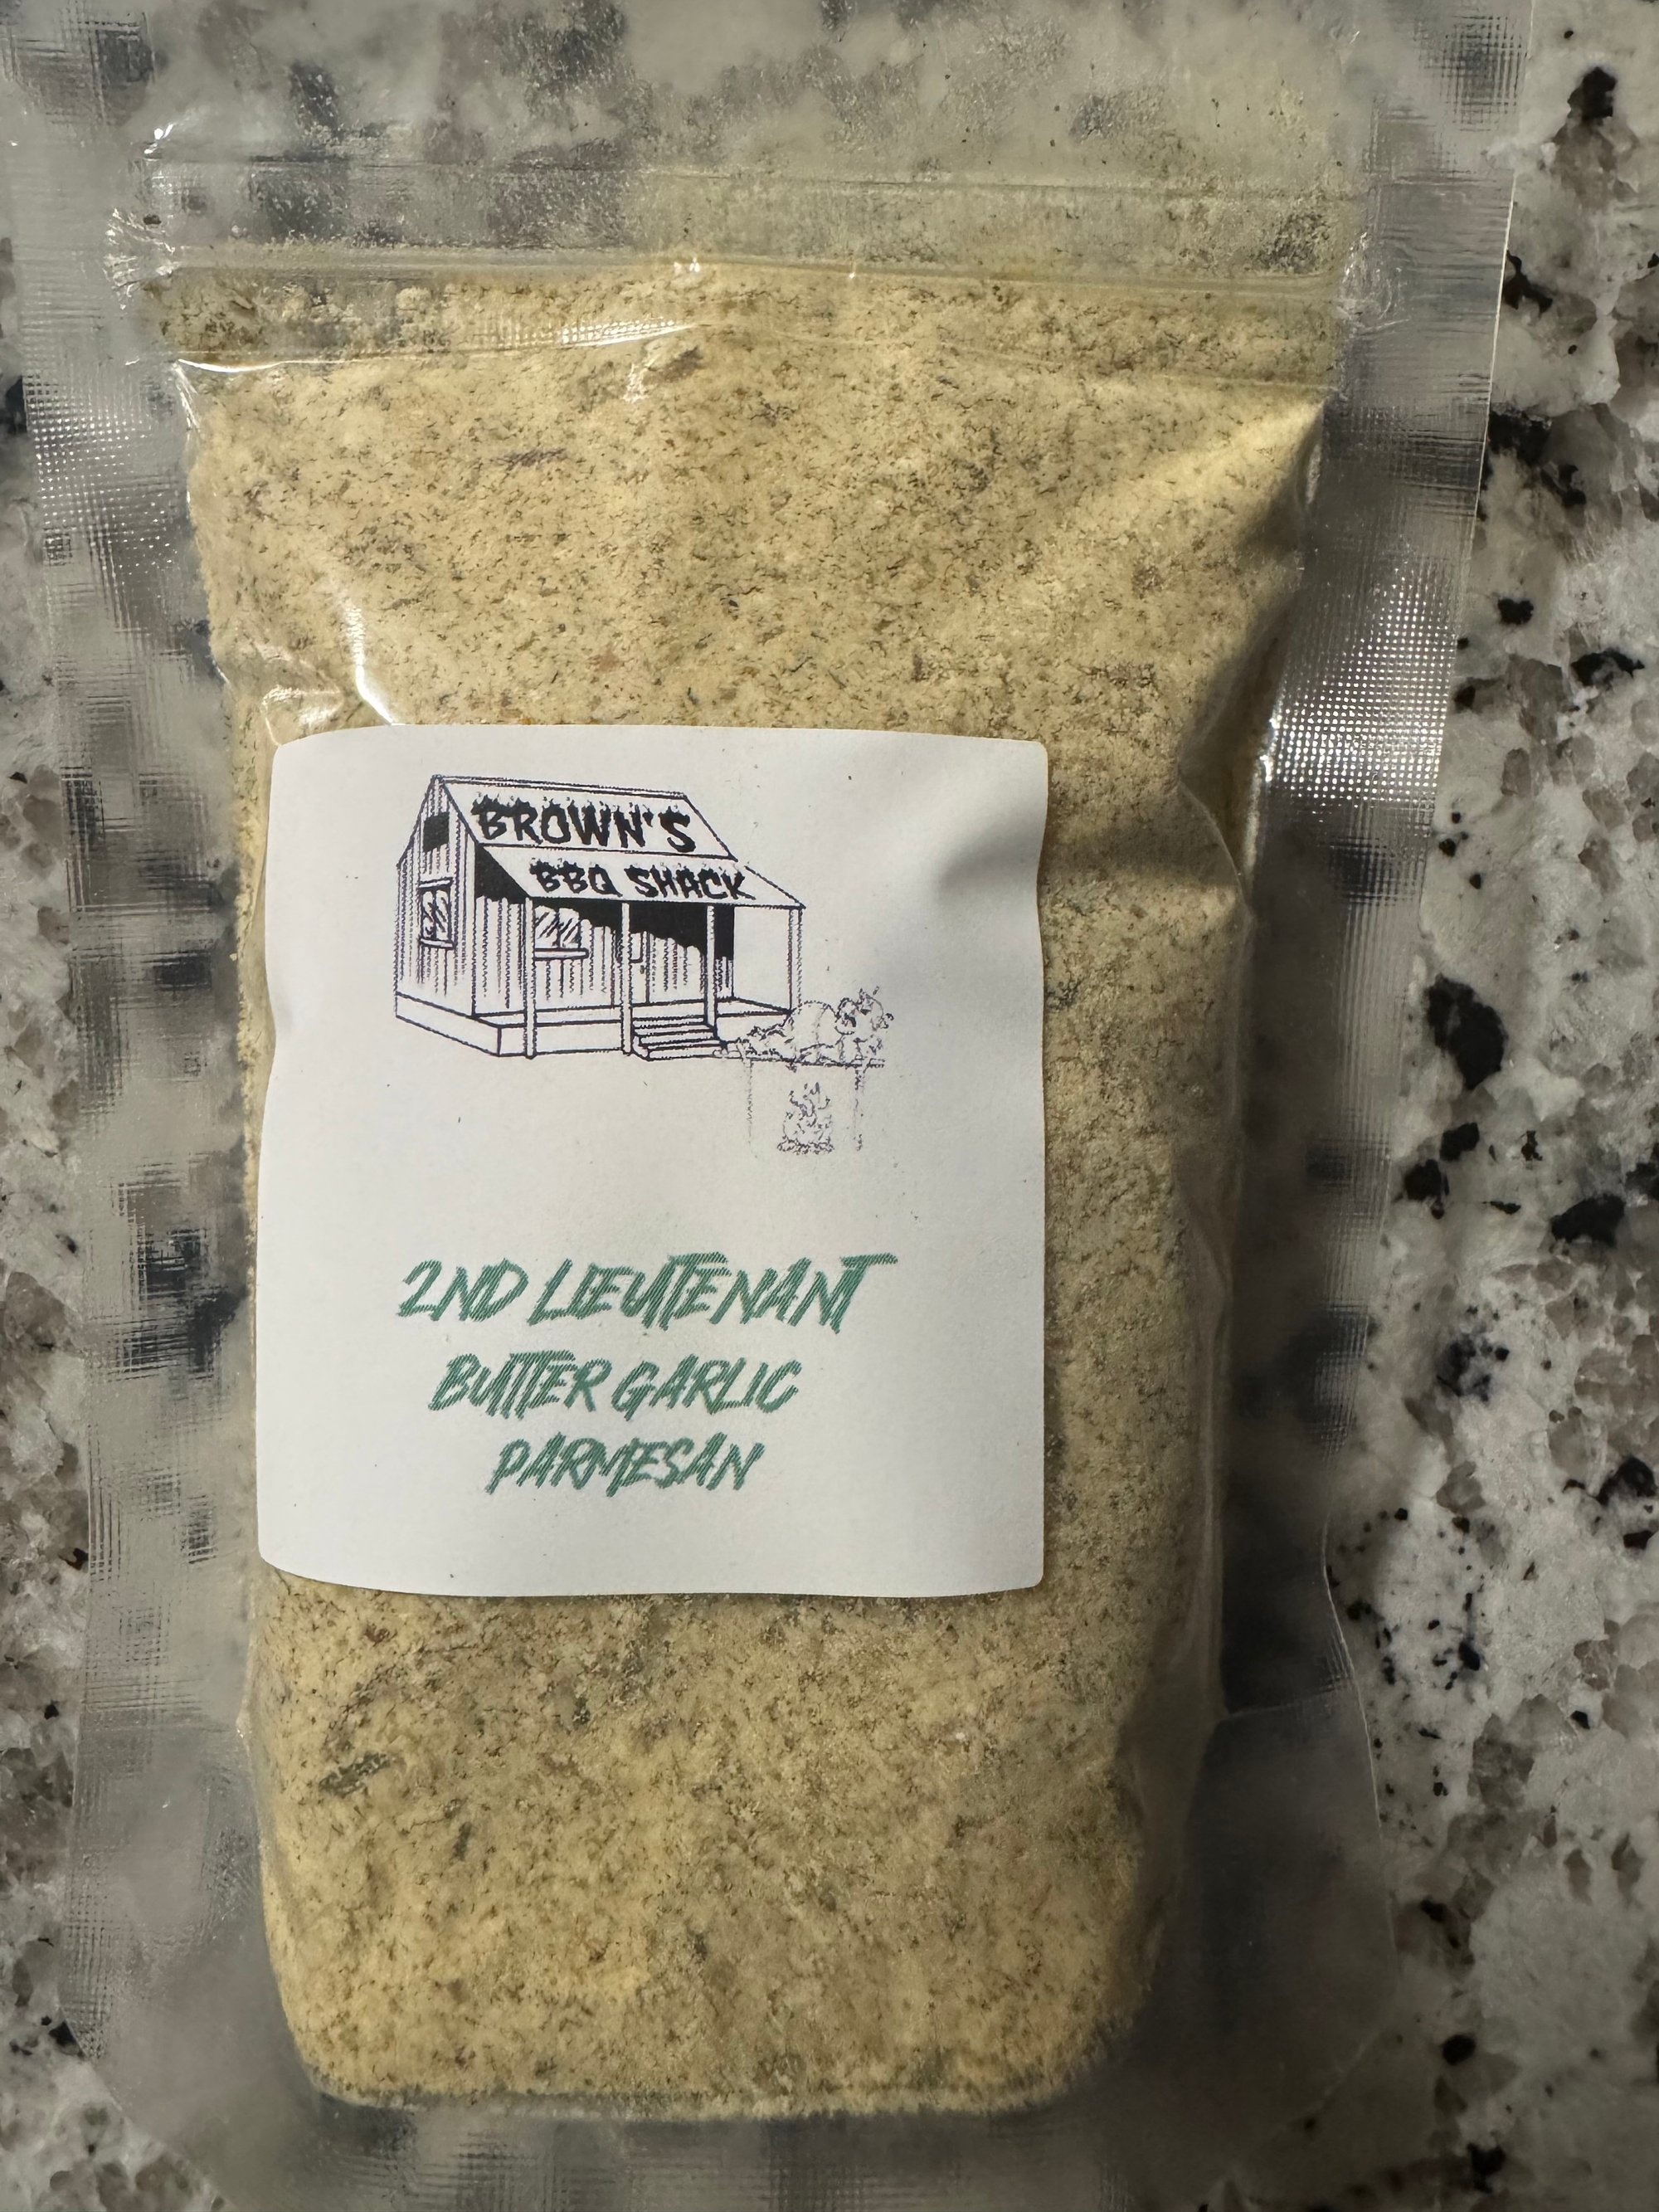 BROWN'S
BBQ SHACK
2ND LIEUTENANT
BUTTER GARLIC
PARMESAN